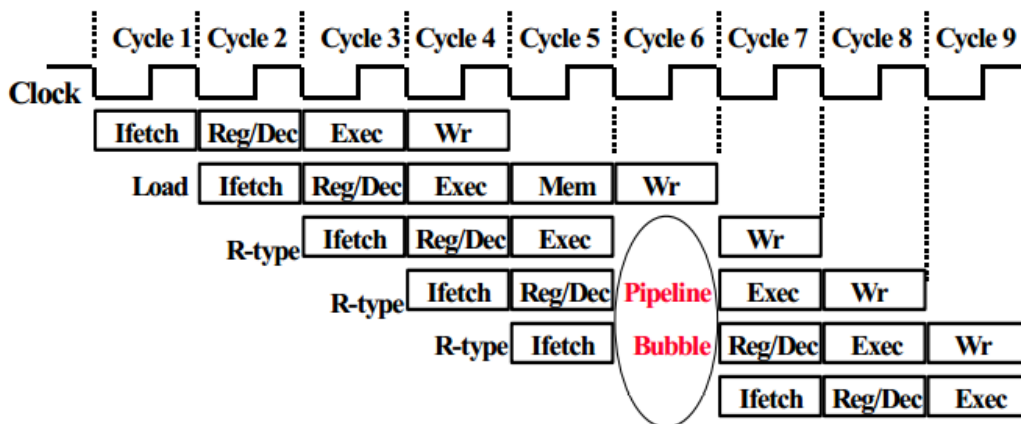 Cycle 1 Cycle 2 Cycle 3 Cycle 4 Cycle 5 Cycle 6 Cycle 7 Cycle 8 Cycle 9
Clock
Ifetch Reg/Dec Exec Wr
Load Ifetch Reg/Dec Exec Mem Wr
R-type Ifetch Reg/Dec Exec Wr
R-type Ifetch Reg/Dec Pipeline Exec Wr
R-type Ifetch Bubble Reg/Dec Exec Wr
Ifetch Reg/Dec Exec